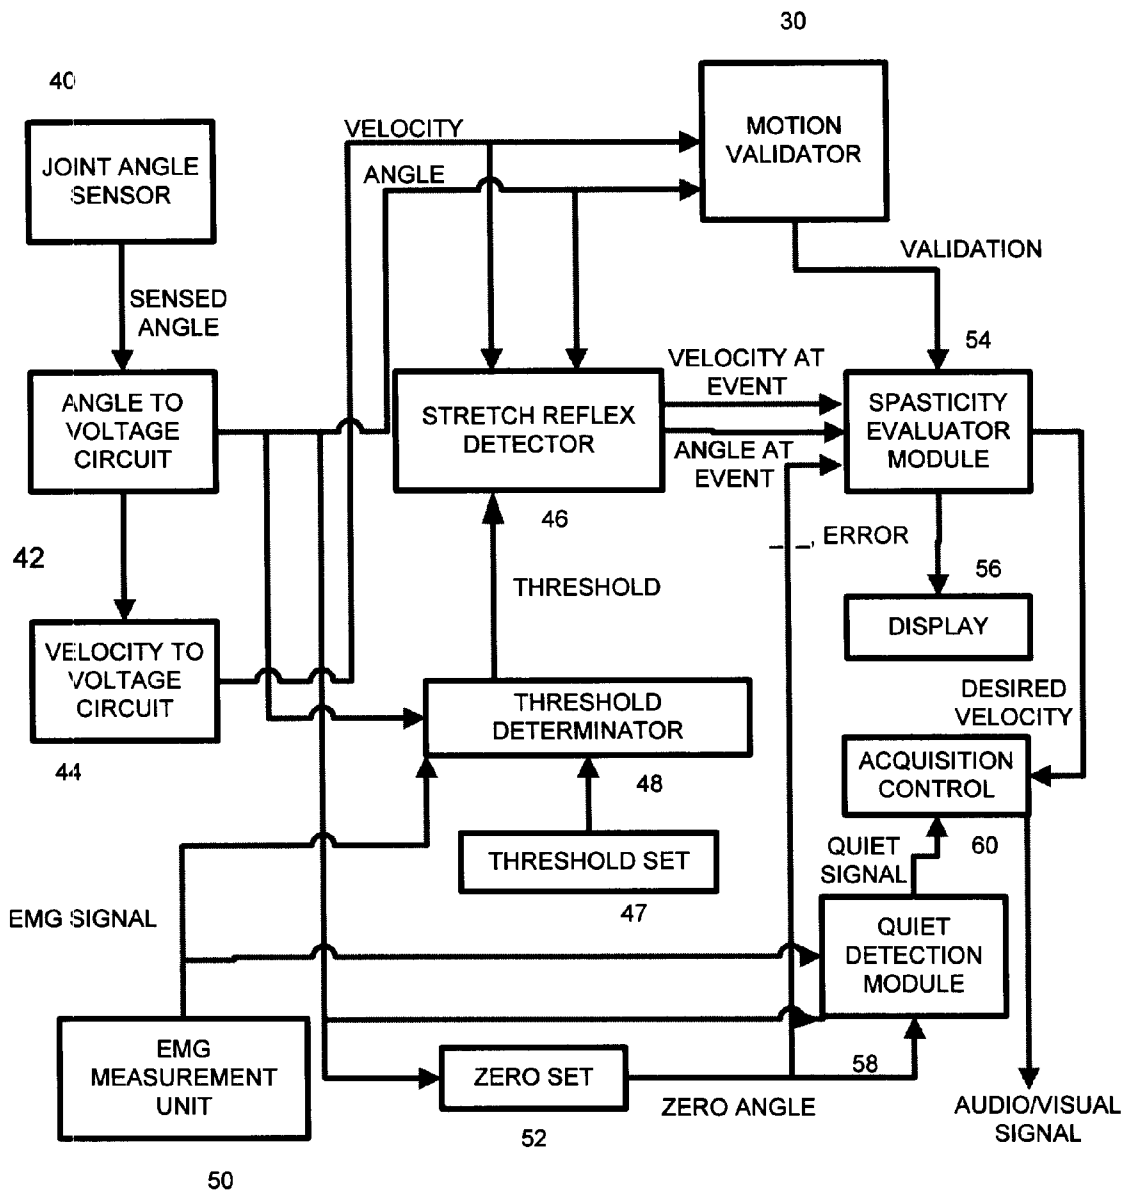 30
40
MOTION
VALIDATOR
VELOCITY
JOINT ANGLE
SENSOR
ANGLE
VALIDATION
SENSED
ANGLE
54
VELOCITY AT
EVENT
ANGLE TO
VOLTAGE
CIRCUIT
STRETCH REFLEX
DETECTOR
SPASTICITY
EVALUATOR
MODULE
ANGLE AT
EVENT
46
ERROR
42
56
THRESHOLD
DISPLAY
VELOCITY TO
VOLTAGE
CIRCUIT
THRESHOLD
DETERMINATOR
DESIRED
VELOCITY
44
48
ACQUISITION
CONTROL
THRESHOLD SET
QUIET
SIGNAL
60
47
EMG SIGNAL
QUIET
DETECTION
MODULE
EMG
MEASUREMENT
UNIT
ZERO SET
58
ZERO ANGLE
AUDIO/VISUAL
SIGNAL
52
50